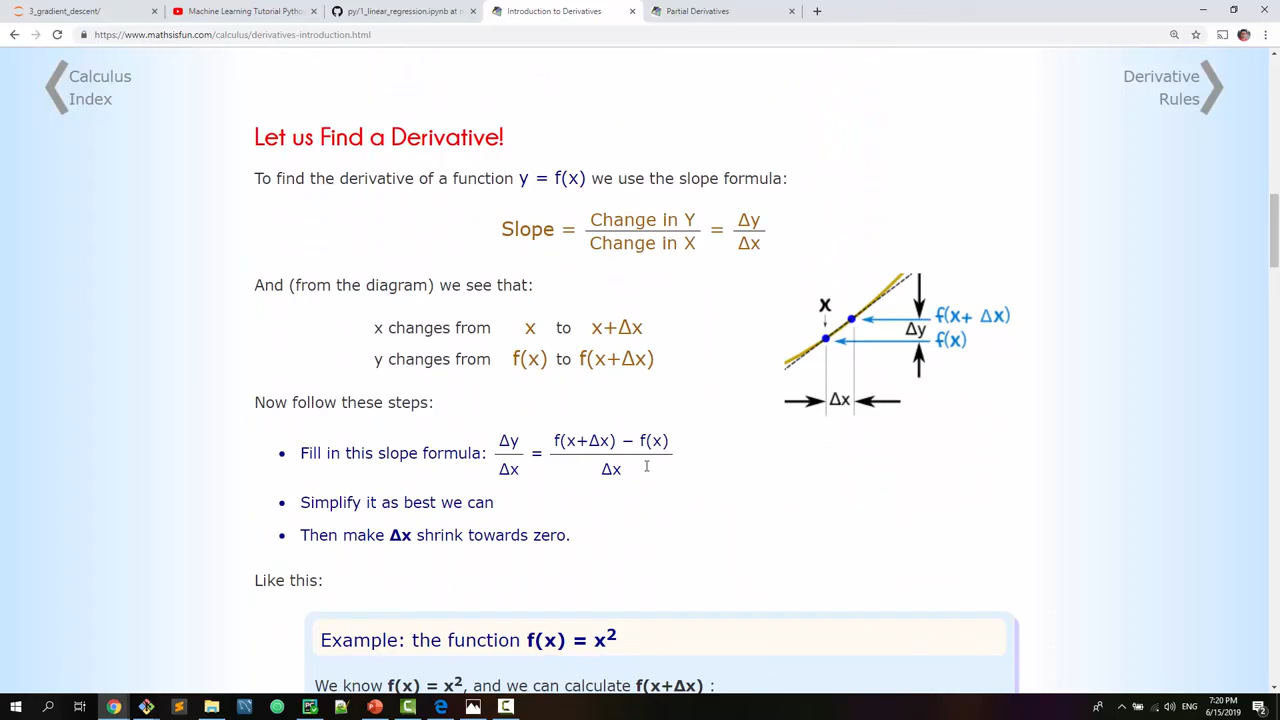 3_gradient_descent/
Machine Learning Tutorial Pytho
py/1_linear_regression.ipynb at m
Introduction to Derivatives
Partial Derivatives
https://www.mathsisfun.com/calculus/derivatives-introduction.html
Calculus
Index
Derivative
Rules
Let us Find a Derivative!
To find the derivative of a function y = f(x) we use the slope formula:
Slope = Change in Y / Change in X = Δy / Δx
And (from the diagram) we see that:
x changes from x to x+Δx
y changes from f(x) to f(x+Δx)
X
f(x+ Δx)
Δy
f(x)
Δx
Now follow these steps:
• Fill in this slope formula: Δy / Δx = f(x+Δx) − f(x) / Δx
• Simplify it as best we can
• Then make Δx shrink towards zero.
Like this:
Example: the function f(x) = x²
We know f(x) = x², and we can calculate f(x+Δx) :
ENG
7:20 PM
6/15/2019